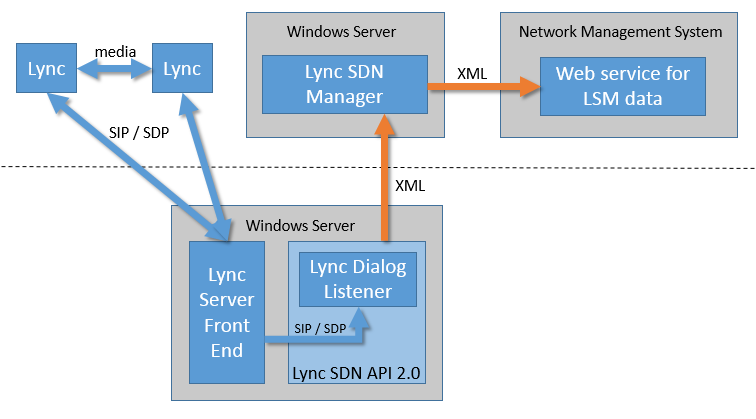 Lync
media
Lync
SIP / SDP
Windows Server
Lync SDN
Manager
XML
Network Management System
Web service for
LSM data
XML
Windows Server
Lync
Server
Front
End
Lync Dialog
Listener
SIP / SDP
Lync SDN API 2.0